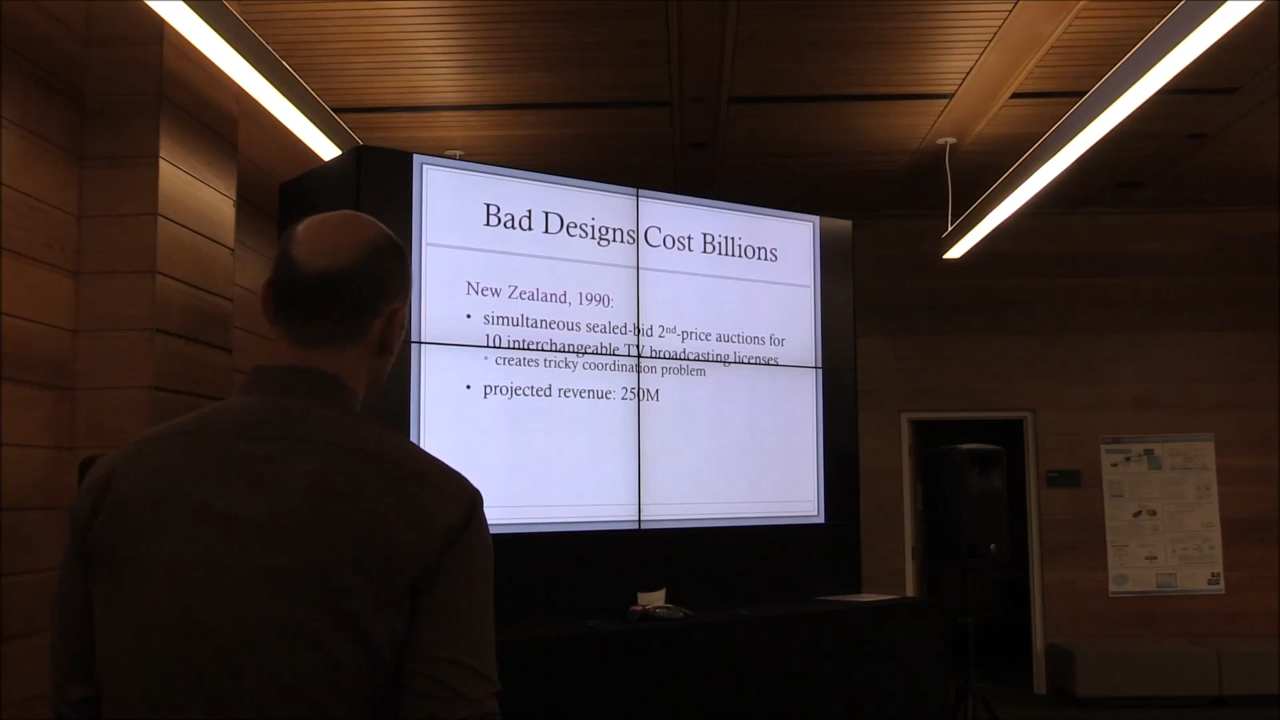 Bad Designs Cost Billions
New Zealand, 1990:
• simultaneous sealed-bid 2nd-price auctions for
10 interchangeable TV broadcasting licenses
◦ creates tricky coordination problem
• projected revenue: 250M